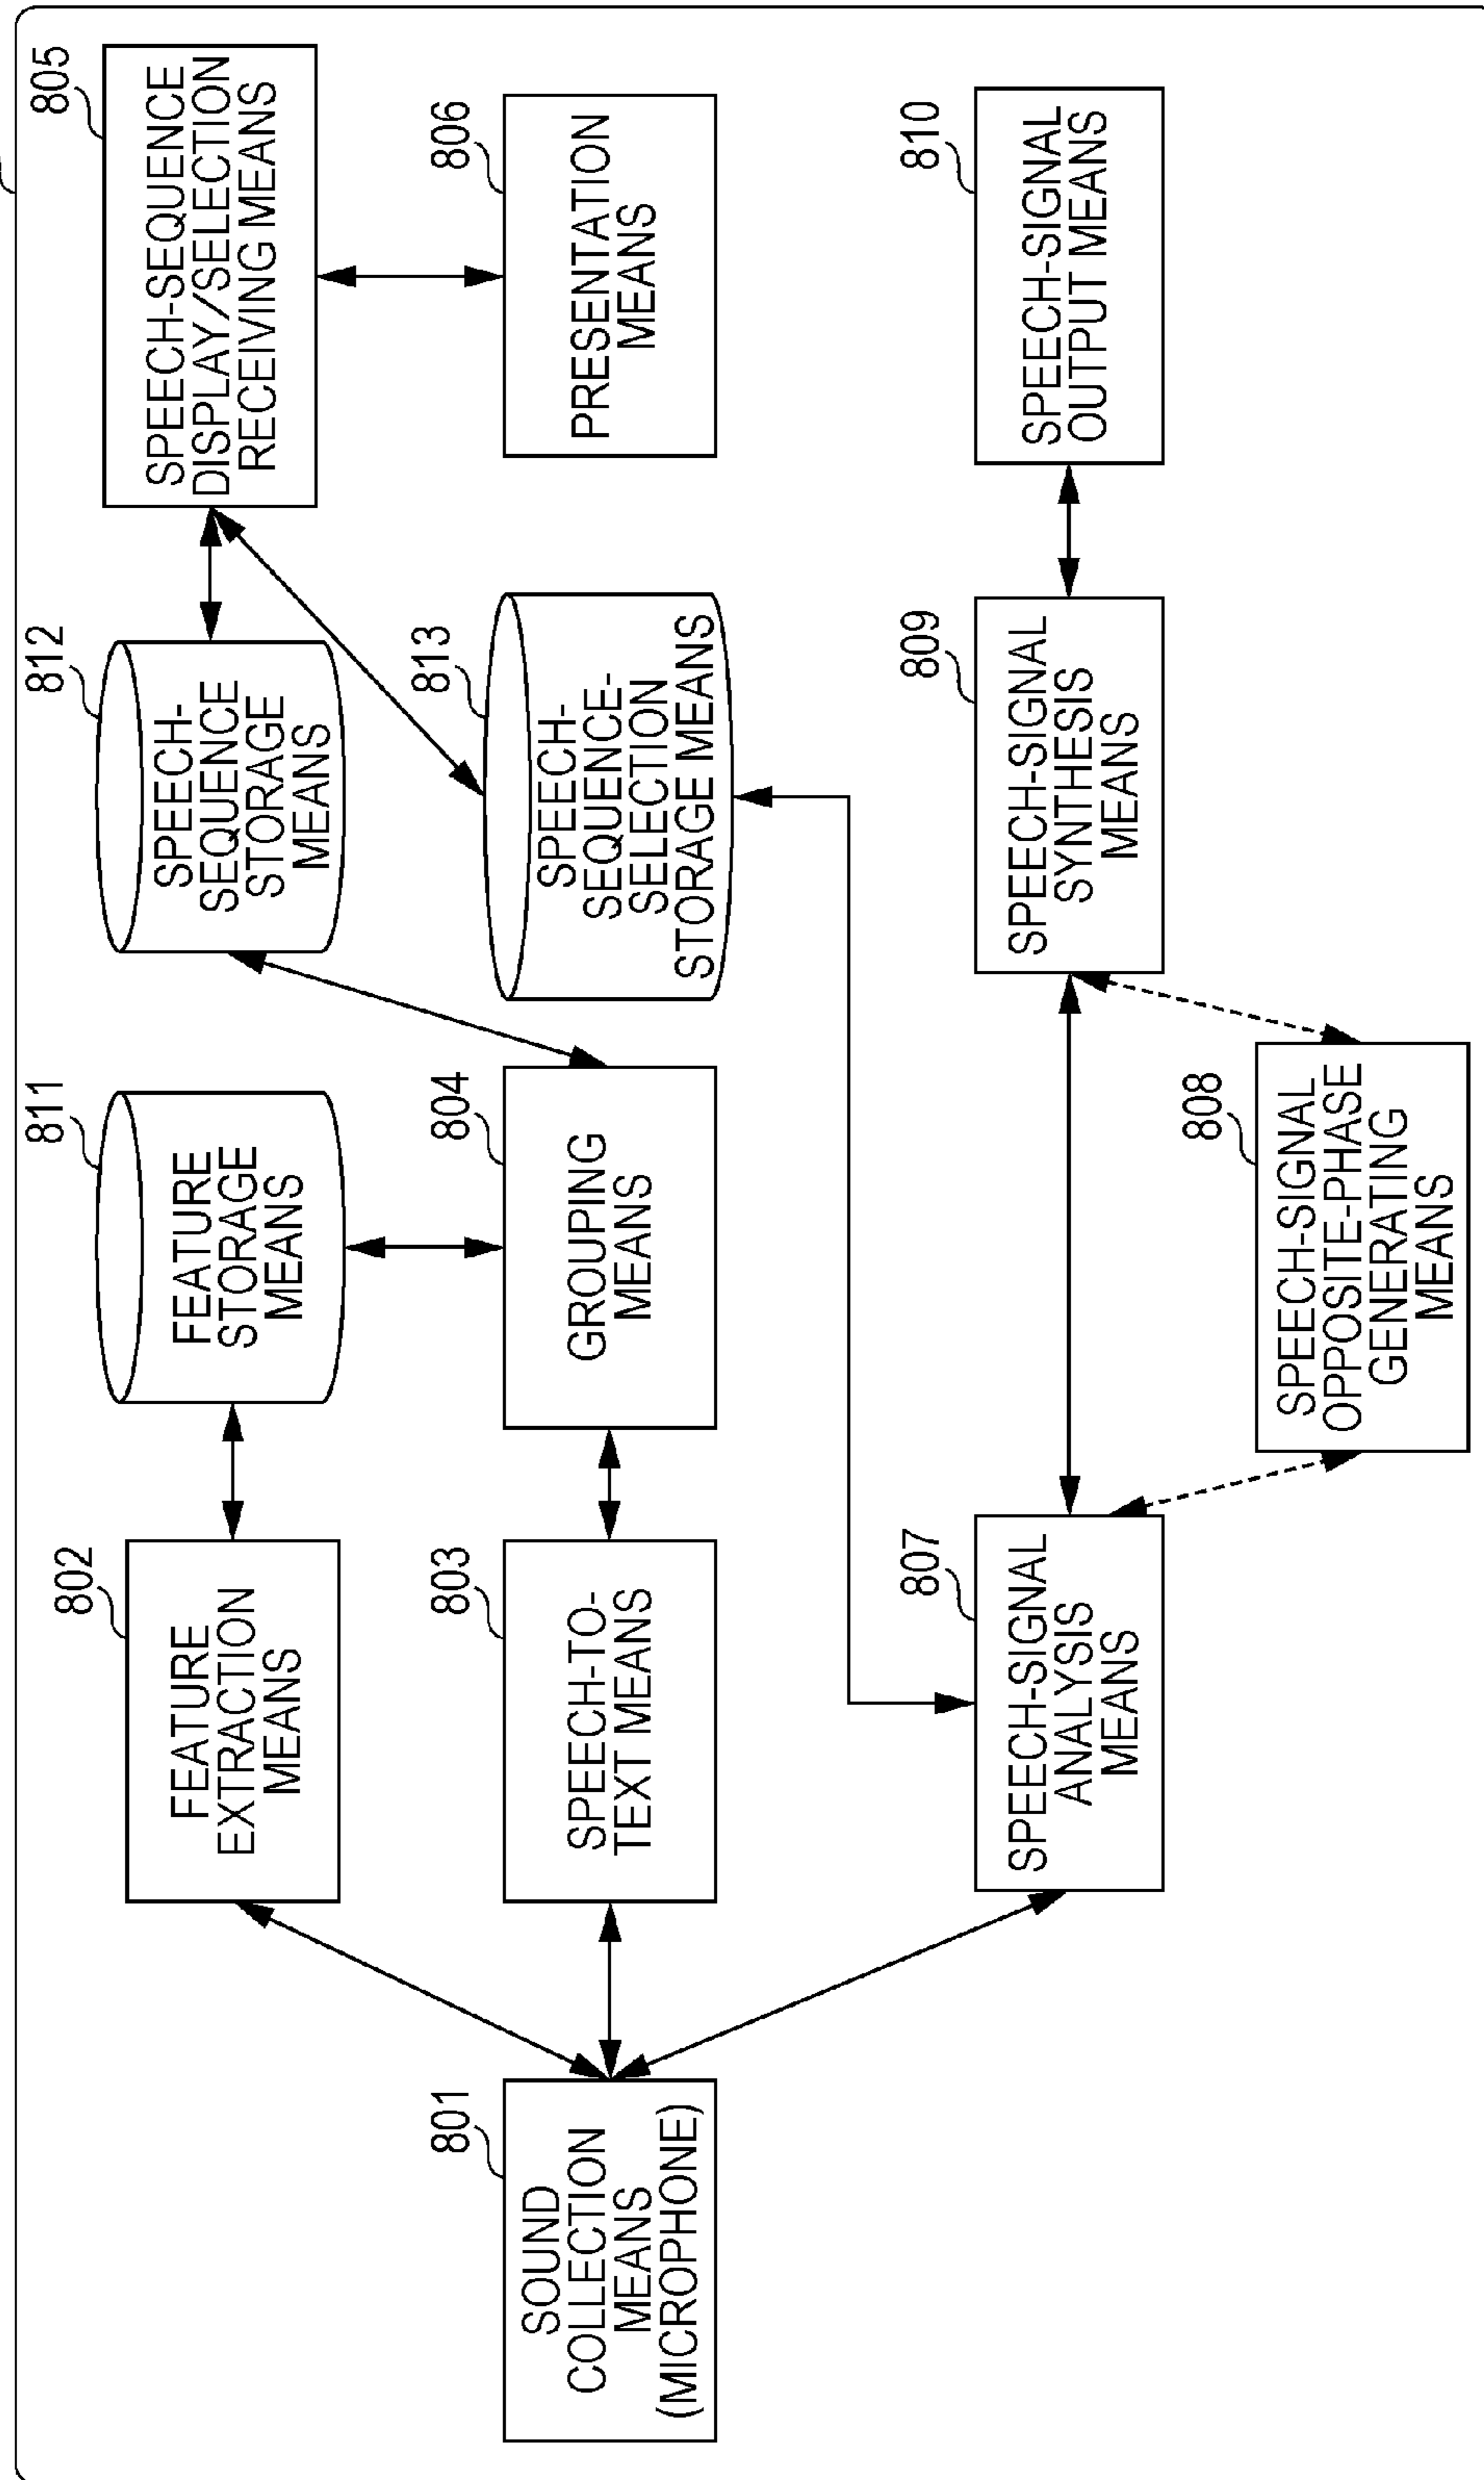 801
SOUND
COLLECTION
MEANS
(MICROPHONE)
802
FEATURE
EXTRACTION
MEANS
811
FEATURE
STORAGE
MEANS
812
SPEECH-
SEQUENCE
STORAGE
MEANS
805
SPEECH-SEQUENCE
DISPLAY/SELECTION
RECEIVING MEANS
803
SPEECH-TO-
TEXT MEANS
804
GROUPING
MEANS
813
SPEECH-
SEQUENCE-
SELECTION
STORAGE MEANS
806
PRESENTATION
MEANS
807
SPEECH-SIGNAL
ANALYSIS
MEANS
808
SPEECH-SIGNAL
OPPOSITE-PHASE
GENERATING
MEANS
809
SPEECH-SIGNAL
SYNTHESIS
MEANS
810
SPEECH-SIGNAL
OUTPUT MEANS